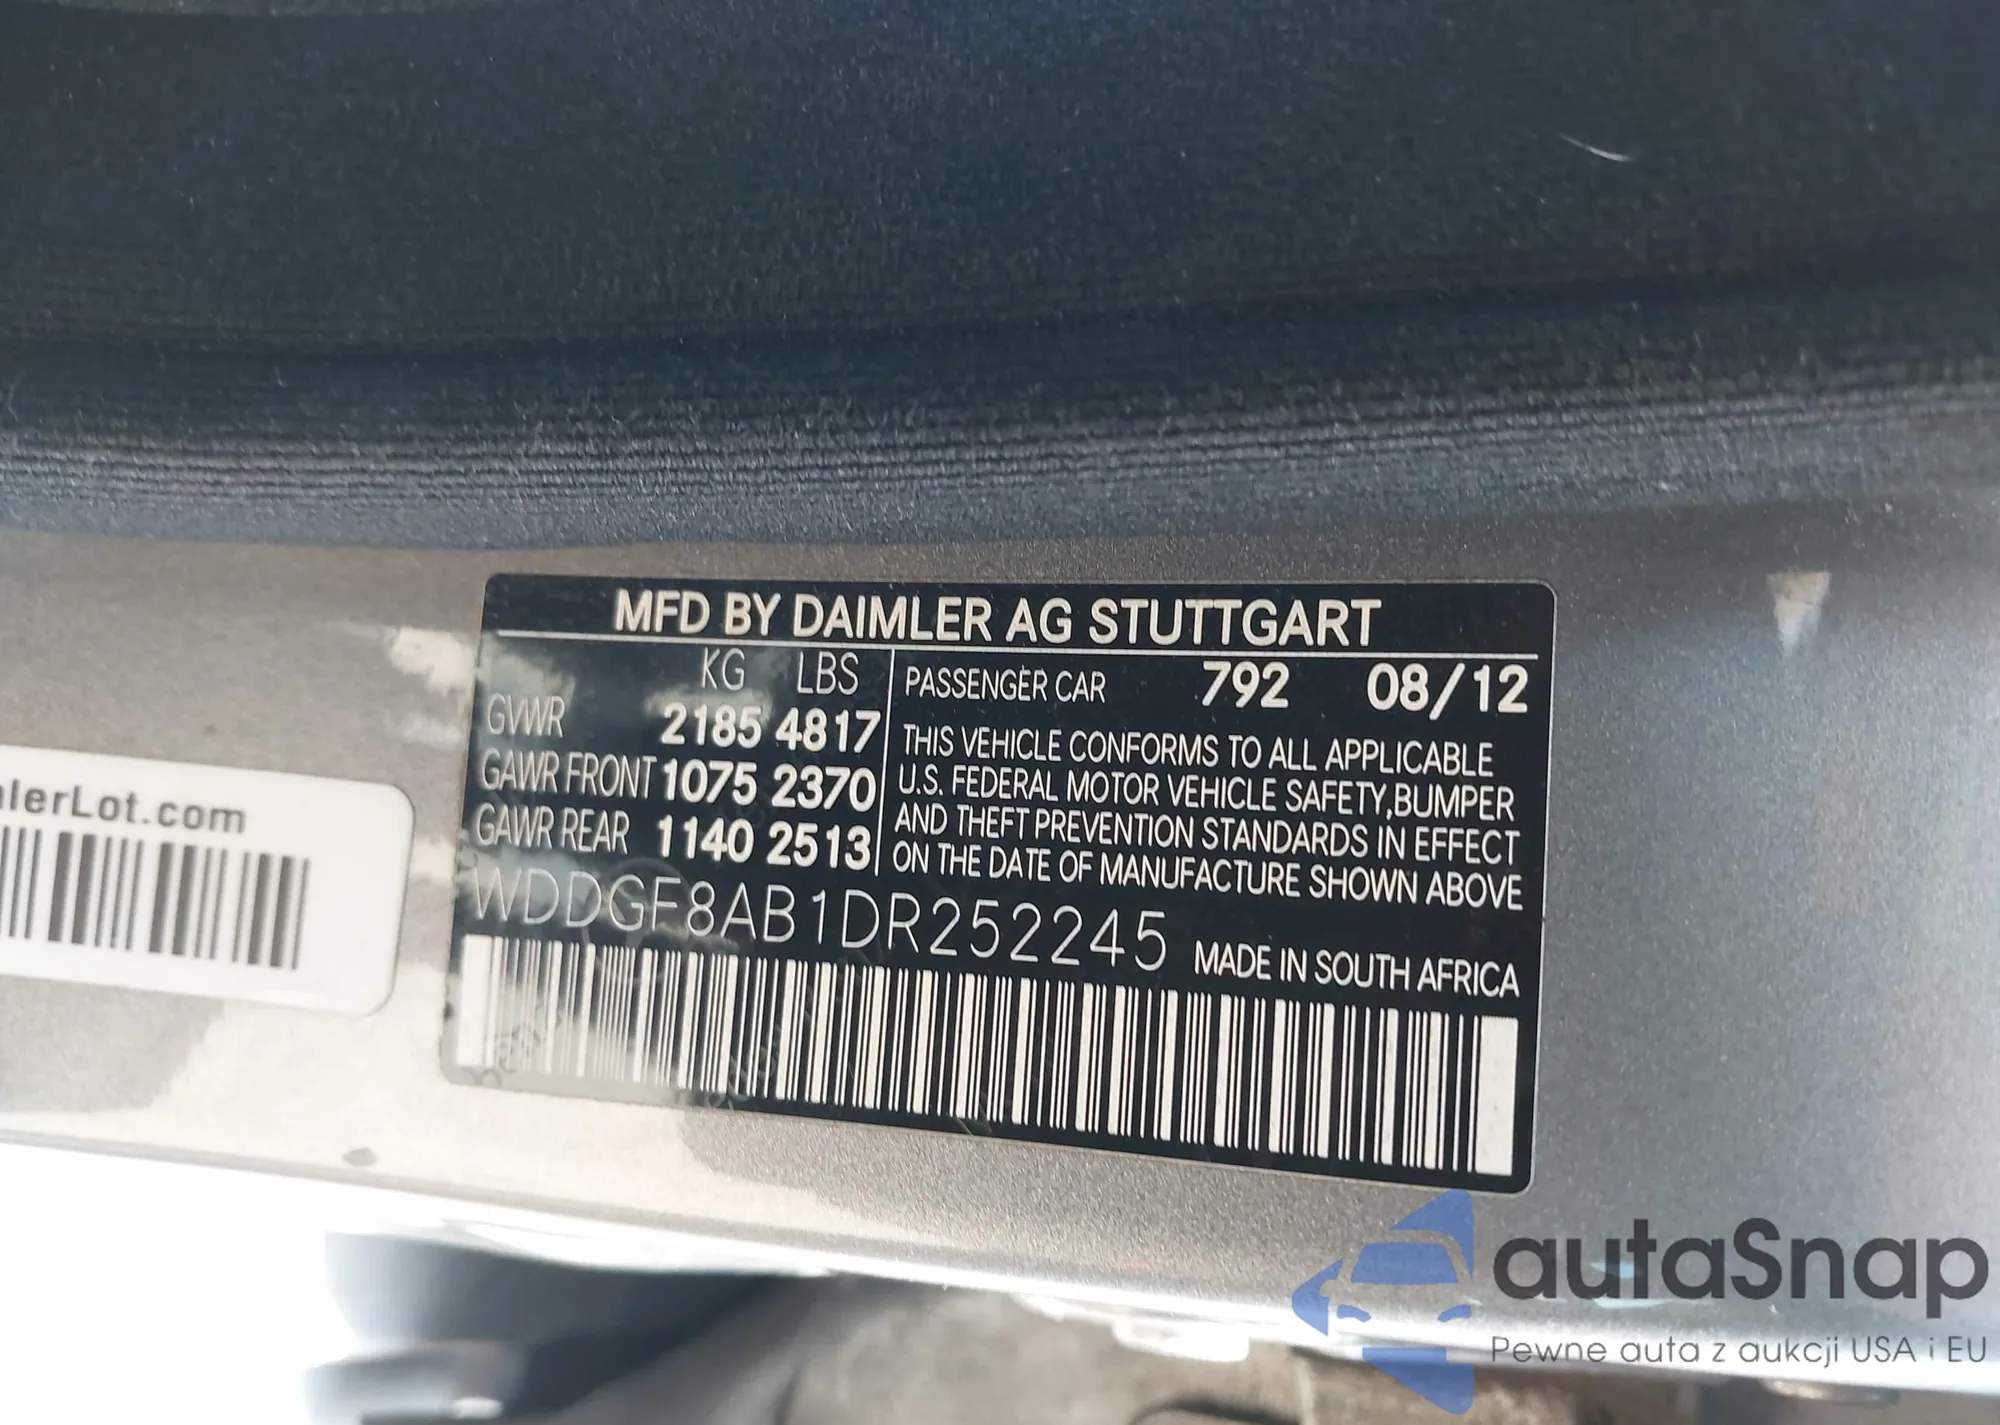 MFD BY DAIMLER AG STUTTGART
KG LBS
GVWR 2185 4817
GAWR FRONT 1075 2370
GAWR REAR 1140 2513
PASSENGER CAR 792 08/12
THIS VEHICLE CONFORMS TO ALL APPLICABLE
U.S. FEDERAL MOTOR VEHICLE SAFETY,BUMPER
AND THEFT PREVENTION STANDARDS IN EFFECT
ON THE DATE OF MANUFACTURE SHOWN ABOVE
WDDGF8AB1DR252245
MADE IN SOUTH AFRICA
lerLot.com
autaSnap
Pewne auta z aukcji USA i EU